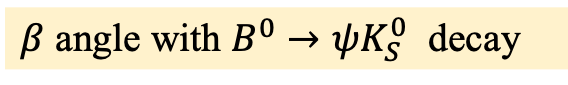 β angle with B⁰ → ψK⁰_S decay